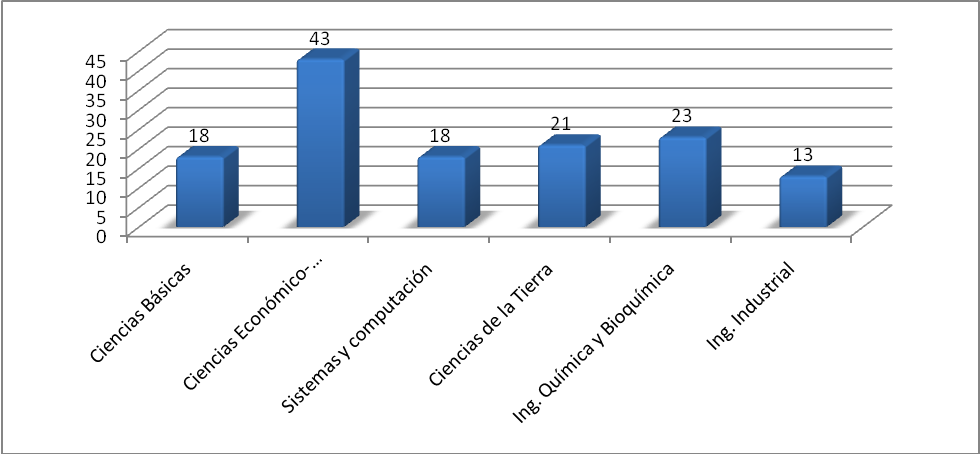 43
45
40
35
30
25
20
15
10
5
0
18
18
21
23
13
Ciencias Básicas
Ciencias Económico-...
Sistemas y computación
Ciencias de la Tierra
Ing. Química y Bioquímica
Ing. Industrial